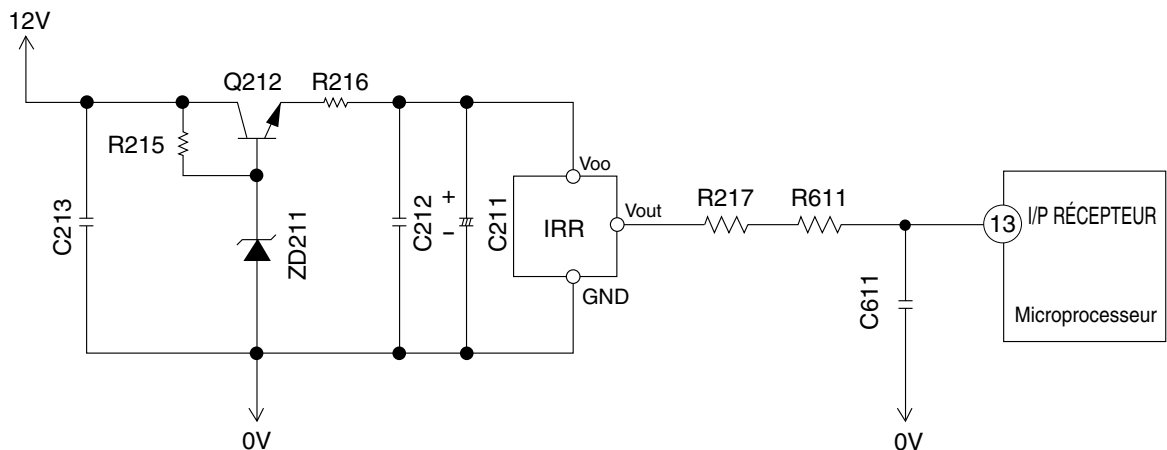 12V
Q212
R216
R215
C213
ZD211
C212
+
–
C211
Voo
IRR
Vout
GND
R217
R611
C611
13
I/P RÉCEPTEUR
Microprocesseur
0V
0V